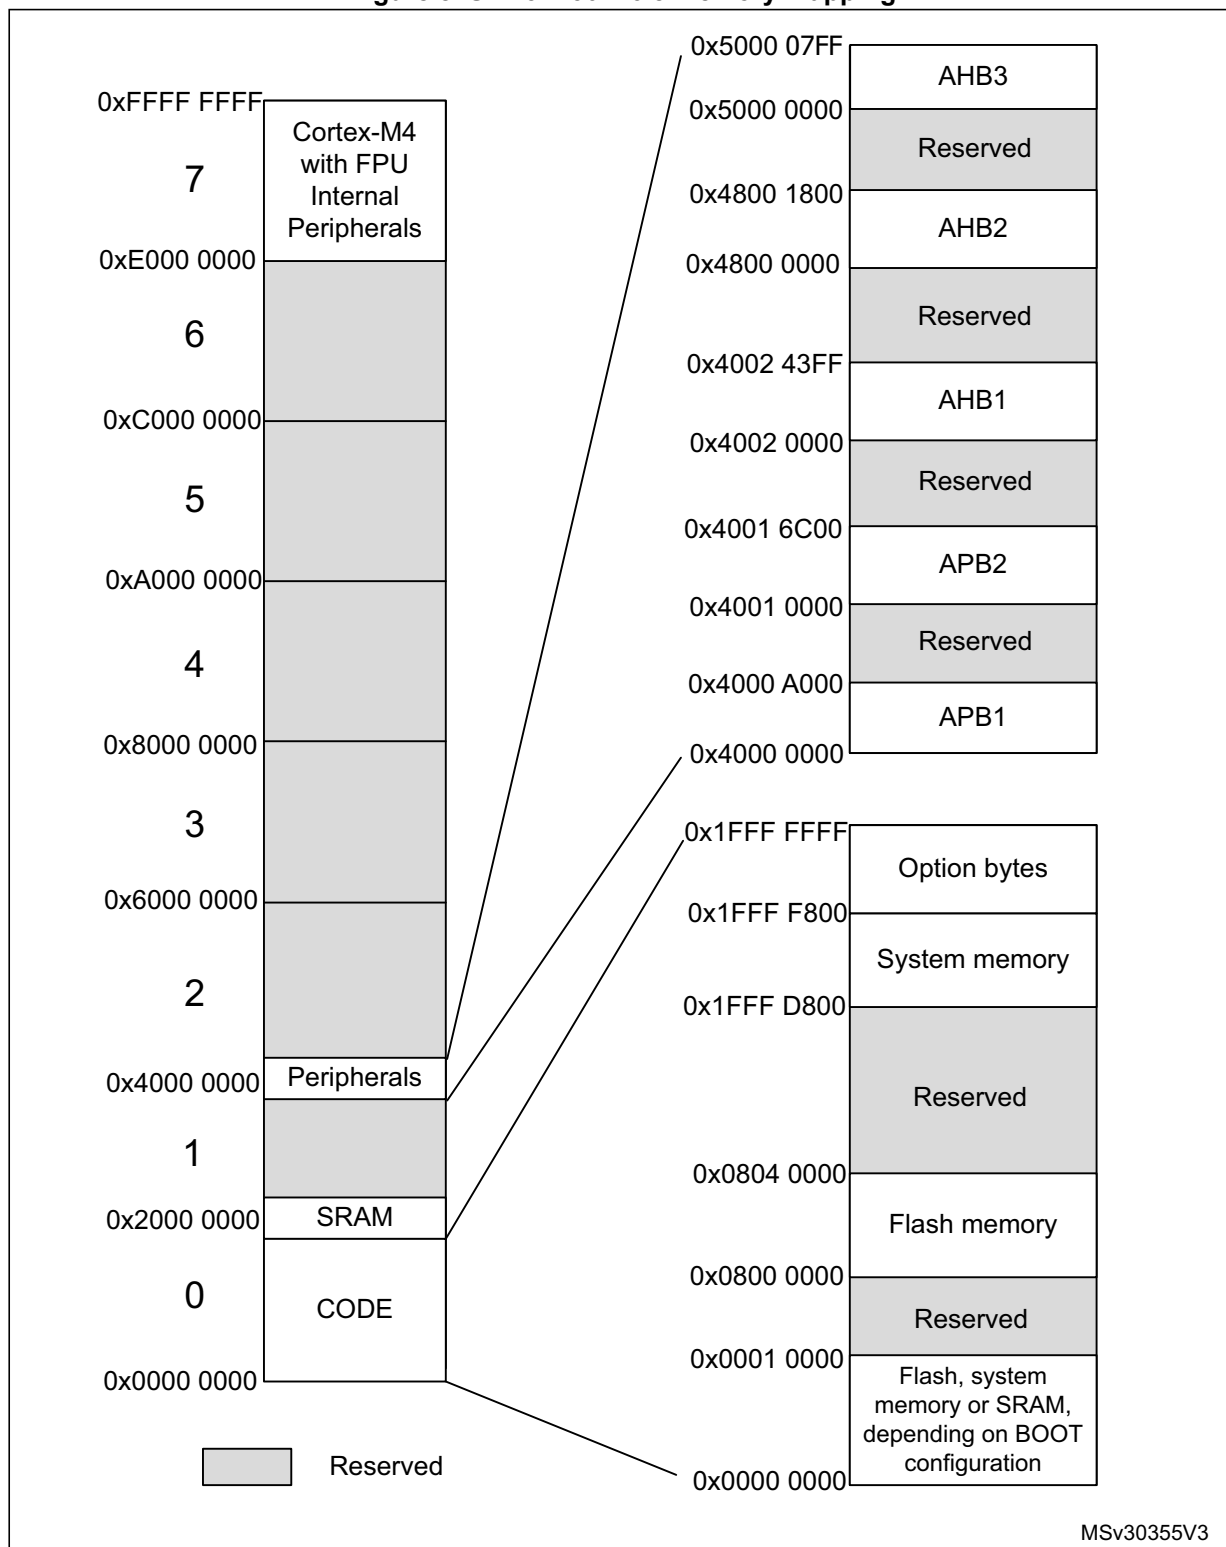 0xFFFF FFFF
Cortex-M4
with FPU
Internal
Peripherals
7
0xE000 0000
6
0xC000 0000
5
0xA000 0000
4
0x8000 0000
3
0x6000 0000
2
Peripherals
0x4000 0000
1
SRAM
0x2000 0000
0
CODE
0x0000 0000
Reserved
0x5000 07FF
AHB3
0x5000 0000
Reserved
0x4800 1800
AHB2
0x4800 0000
Reserved
0x4002 43FF
AHB1
0x4002 0000
Reserved
0x4001 6C00
APB2
0x4001 0000
Reserved
0x4000 A000
APB1
0x4000 0000
0x1FFF FFFF
Option bytes
0x1FFF F800
System memory
0x1FFF D800
Reserved
0x0804 0000
Flash memory
0x0800 0000
Reserved
0x0001 0000
Flash, system
memory or SRAM,
depending on BOOT
configuration
0x0000 0000
MSv30355V3